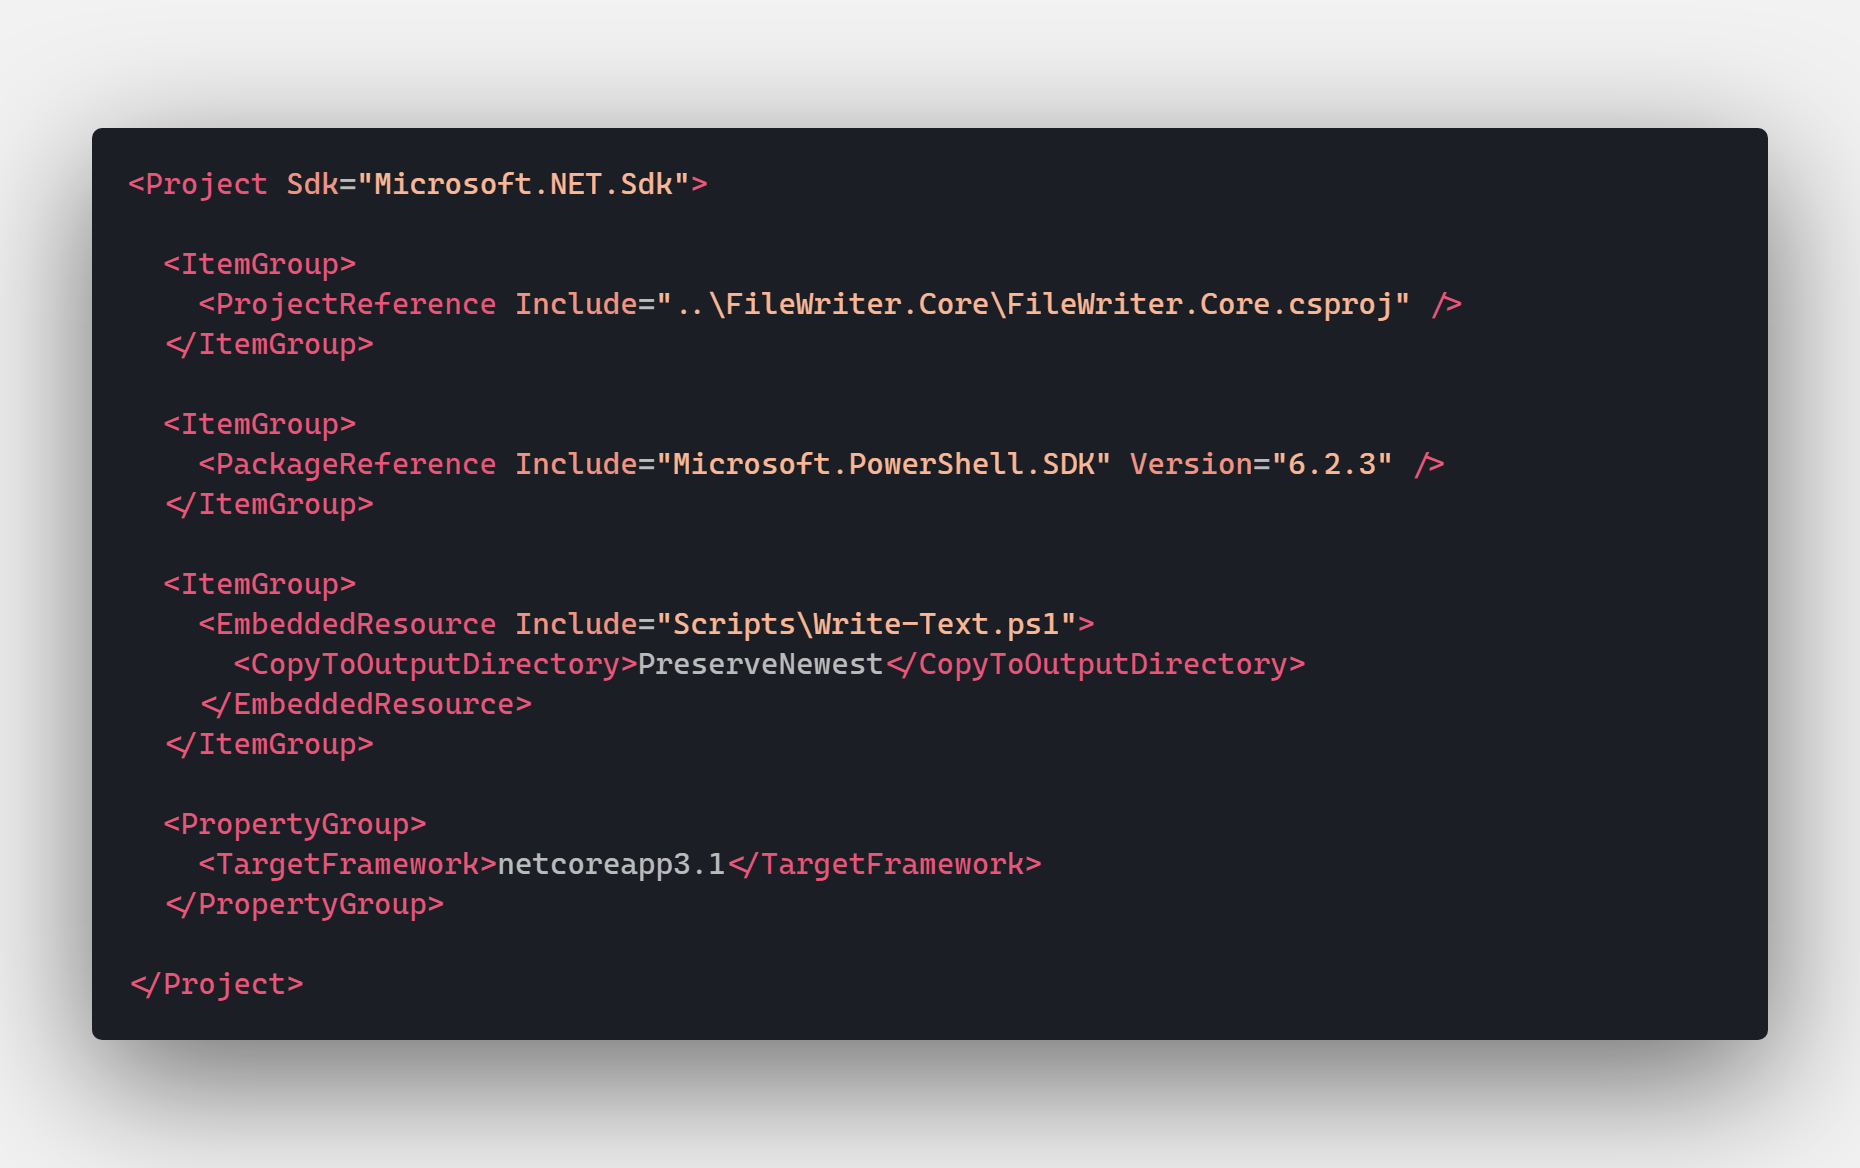 <Project Sdk="Microsoft.NET.Sdk">
<ItemGroup>
<ProjectReference Include="..\FileWriter.Core\FileWriter.Core.csproj" />
</ItemGroup>
<ItemGroup>
<PackageReference Include="Microsoft.PowerShell.SDK" Version="6.2.3" />
</ItemGroup>
<ItemGroup>
<EmbeddedResource Include="Scripts\Write-Text.ps1">
<CopyToOutputDirectory>PreserveNewest</CopyToOutputDirectory>
</EmbeddedResource>
</ItemGroup>
<PropertyGroup>
<TargetFramework>netcoreapp3.1</TargetFramework>
</PropertyGroup>
</Project>